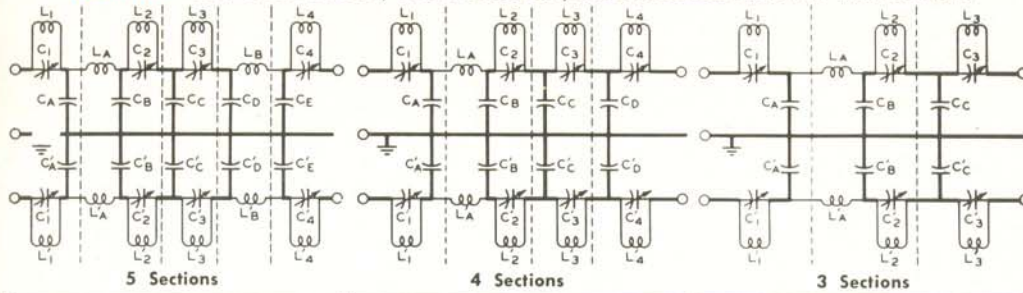 L1 L2 L3 L4 L1 L2 L3 L4 L1 L2 L3
C1 LA C2 C3 LB C4 C1 LA C2 C3 C4 C1 LA C2 C3
CA CB CC CD CE CA CB CC CD CA CB CC
C'A C'B C'C C'D C'E C'A C'B C'C C'D C'A C'B C'C
C'1 L'A C'2 C'3 L'B C'4 C'1 L'A C'2 C'3 C'4 C'1 L'A C'2 C'3
L'1 L'2 L'3 L'4 L'1 L'2 L'3 L'4 L'1 L'2 L'3
5 Sections 4 Sections 3 Sections